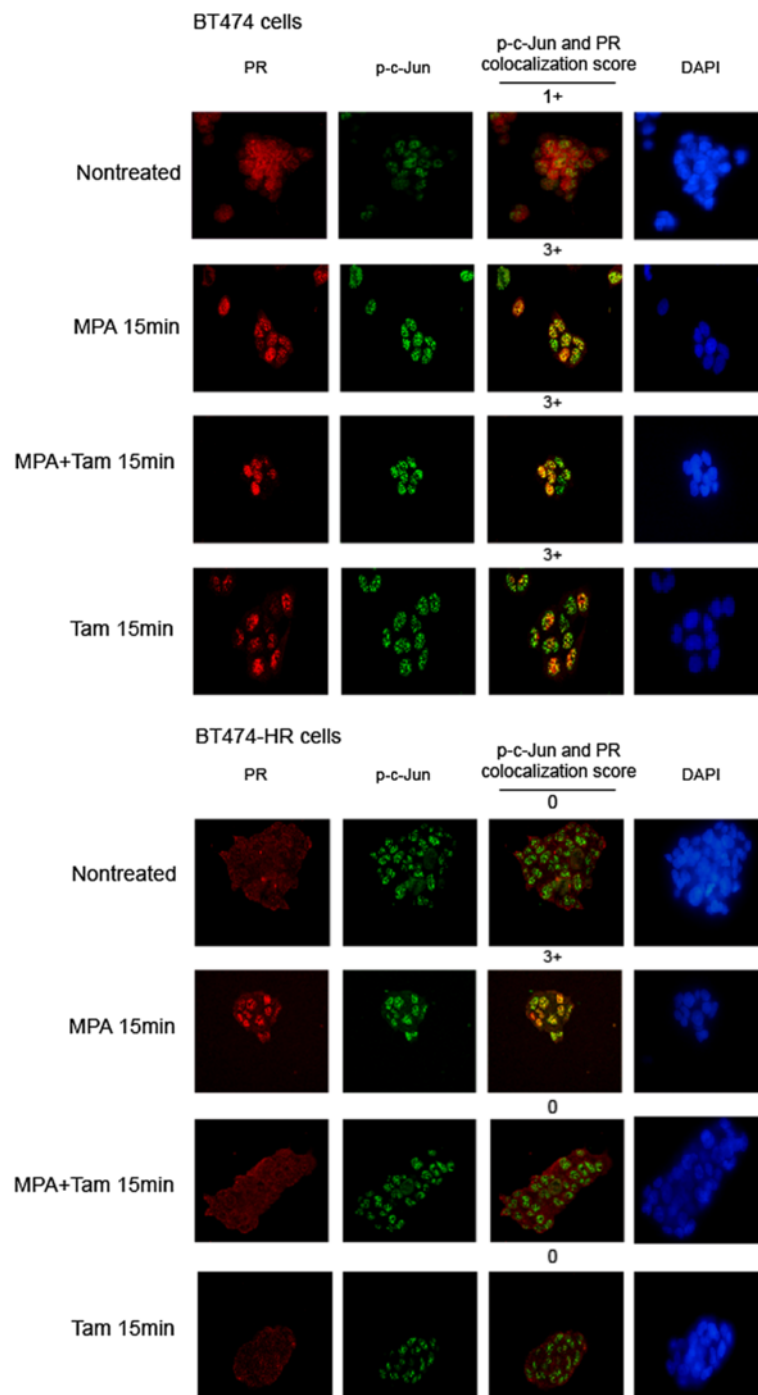 BT474 cells
PR p-c-Jun p-c-Jun and PR colocalization score DAPI
1+
Nontreated
3+
MPA 15min
3+
MPA+Tam 15min
3+
Tam 15min
BT474-HR cells
PR p-c-Jun p-c-Jun and PR colocalization score DAPI
0
Nontreated
3+
MPA 15min
0
MPA+Tam 15min
0
Tam 15min